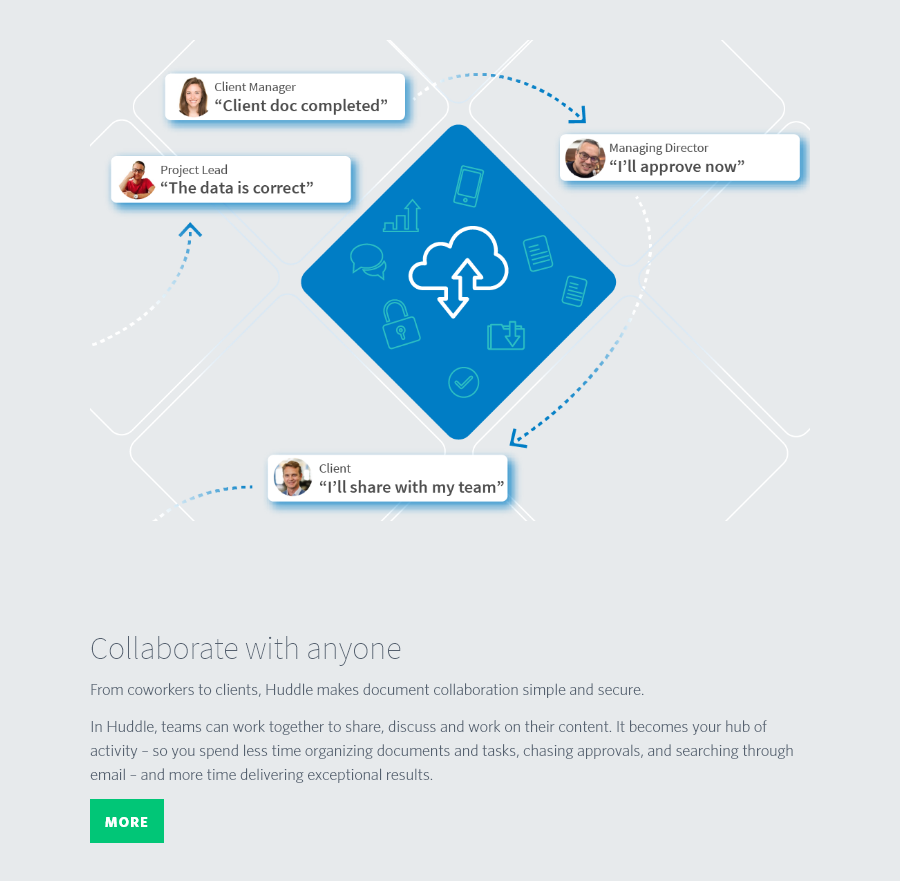 Client Manager
“Client doc completed”
Managing Director
“I’ll approve now”
Project Lead
“The data is correct”
Client
“I’ll share with my team”
Collaborate with anyone
From coworkers to clients, Huddle makes document collaboration simple and secure.
In Huddle, teams can work together to share, discuss and work on their content. It becomes your hub of
activity – so you spend less time organizing documents and tasks, chasing approvals, and searching through
email – and more time delivering exceptional results.
MORE